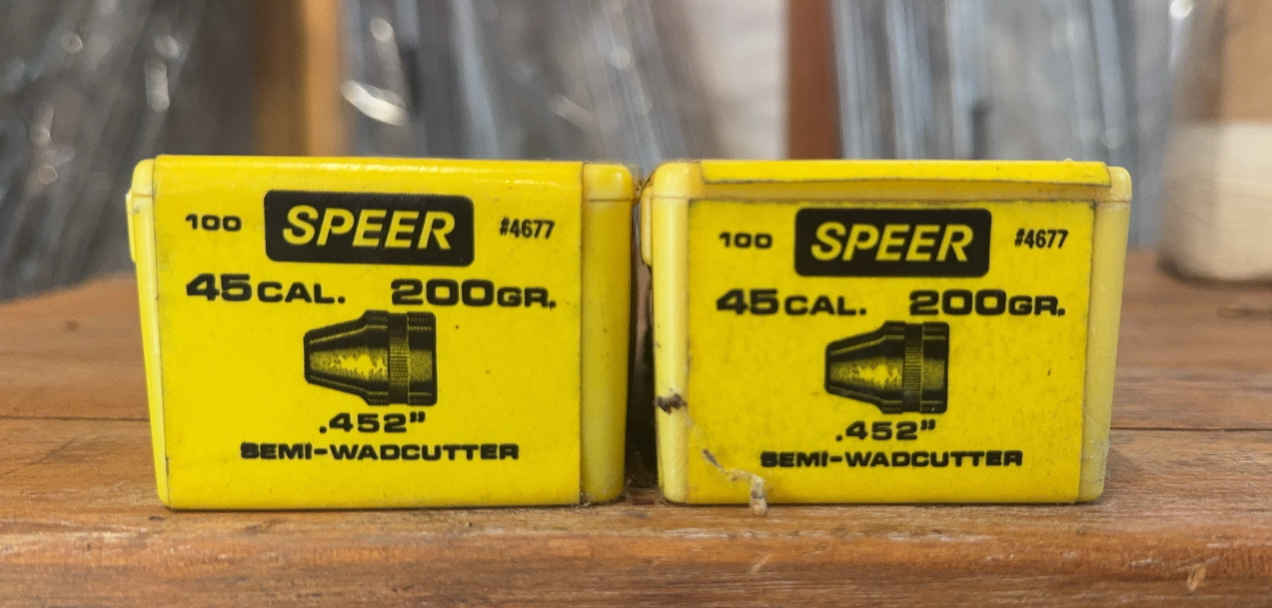 100 SPEER #4677
45 CAL. 200 GR.
.452"
SEMI-WADCUTTER
100 SPEER #4677
45 CAL. 200 GR.
.452"
SEMI-WADCUTTER